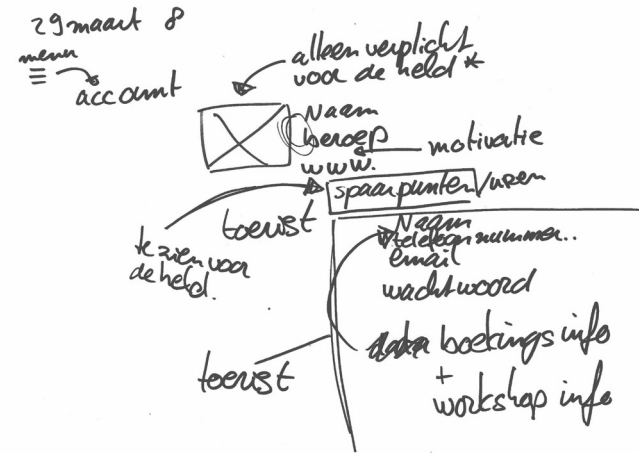 29 maart 8
menu
account
alleen verplicht
voor de held *
Naam
beroep
www.
motivatie
spaarpunten/uren
toerist
te zien voor
de held.
Naam
telefoonnummer..
email
wachtwoord
boekings info
+
workshop info
toerist